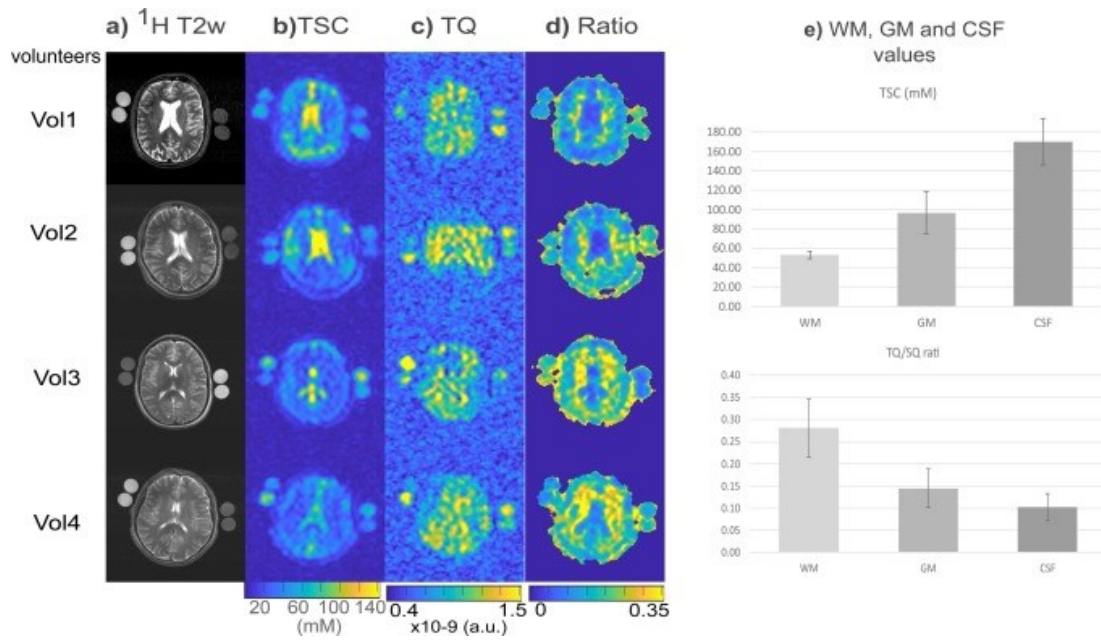 a) ¹H T2w
b)TSC
c) TQ
d) Ratio
volunteers
Vol1
Vol2
Vol3
Vol4
20 60 100 140
(mM)
0.4 1.5
x10-9 (a.u.)
0 0.35
e) WM, GM and CSF
values
TSC (mM)
180.00
160.00
140.00
120.00
100.00
80.00
60.00
40.00
20.00
0.00
WM GM CSF
TQ/SQ rati
0.40
0.35
0.30
0.25
0.20
0.15
0.10
0.05
0.00
WM GM CSF